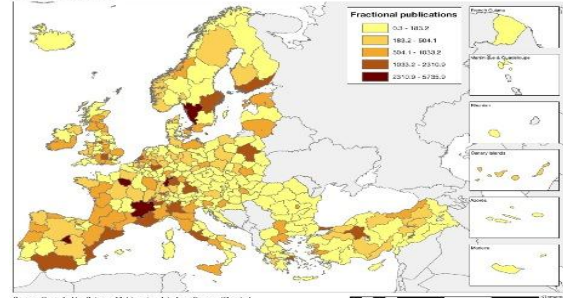 Fractional publications
0.3 - 183.2
183.2 - 504.1
504.1 - 1033.2
1033.2 - 2310.9
2310.9 - 5735.9
French Guiana
Martinique & Guadeloupe
Réunion
Canary Islands
Azores
Madeira